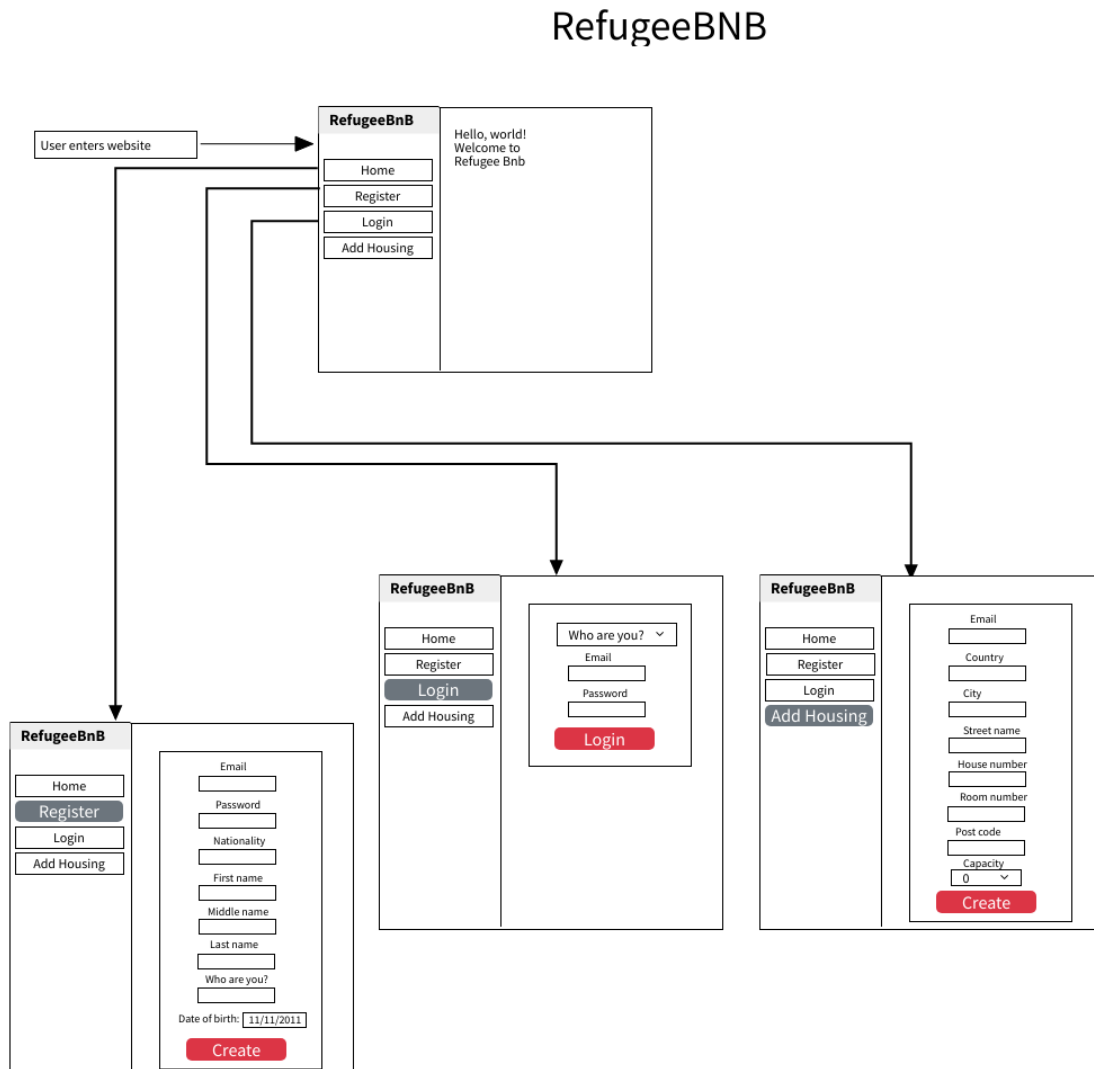 RefugeeBNB
User enters website
RefugeeBnB
Home
Register
Login
Add Housing
Hello, world!
Welcome to
Refugee Bnb
RefugeeBnB
Home
Register
Login
Add Housing
Email
Password
Nationality
First name
Middle name
Last name
Who are you?
Date of birth: 11/11/2011
Create
RefugeeBnB
Home
Register
Login
Add Housing
Who are you?
Email
Password
Login
RefugeeBnB
Home
Register
Login
Add Housing
Email
Country
City
Street name
House number
Room number
Post code
Capacity
0
Create